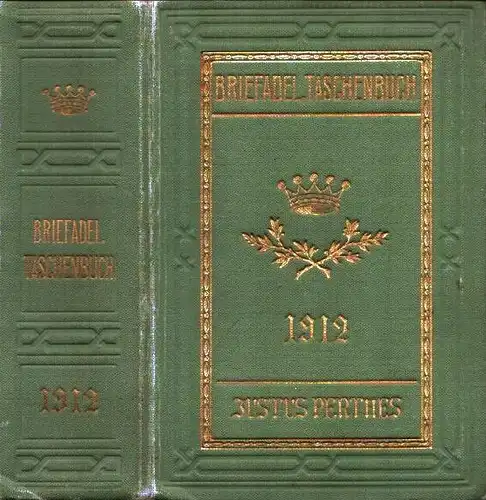 BRIEFADEL.
TASCHENBUCH
1912
BRIEFADEL. TASCHENBUCH
1912
JUSTUS PERTHES